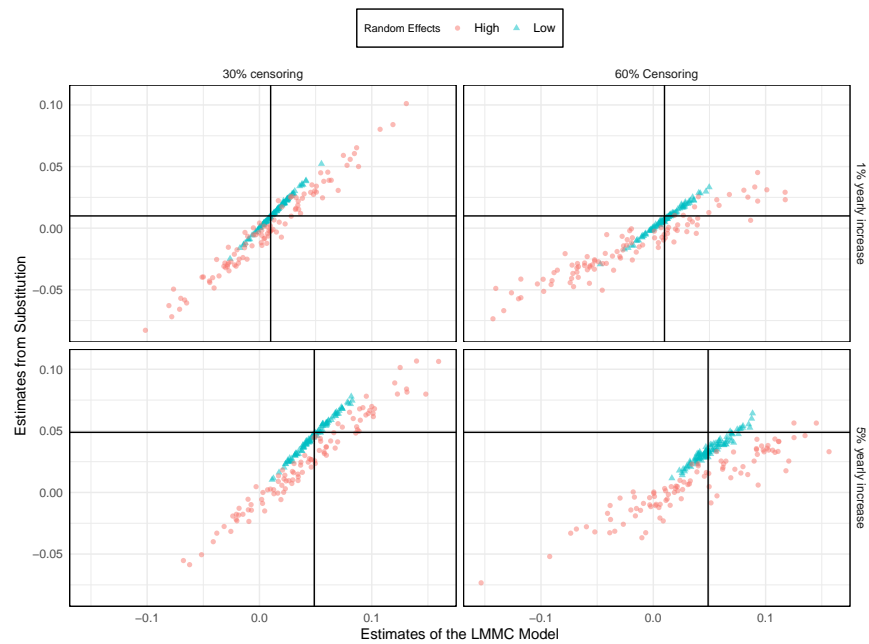 Random Effects High Low
30% censoring 60% Censoring
0.10
0.05
0.00
−0.05
1% yearly increase
0.10
0.05
0.00
−0.05
5% yearly increase
−0.1 0.0 0.1 −0.1 0.0 0.1
Estimates from Substitution
Estimates of the LMMC Model